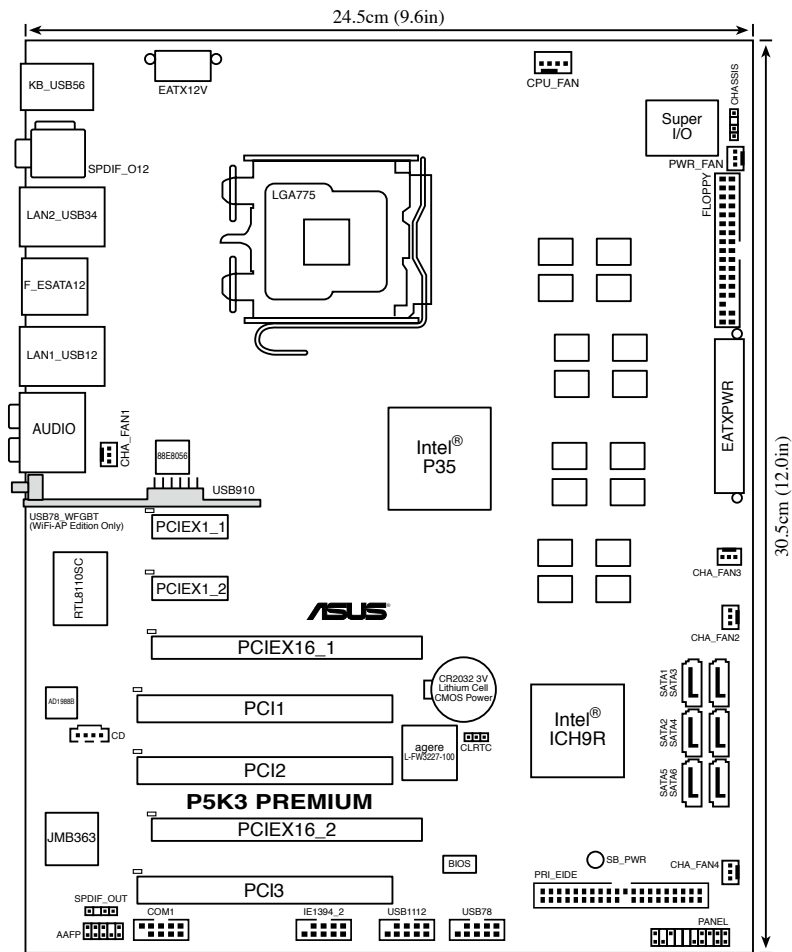 24.5cm (9.6in)
KB_USB56
EATX12V
CPU_FAN
CHASSIS
Super
I/O
PWR_FAN
SPDIF_O12
FLOPPY
LGA775
LAN2_USB34
F_ESATA12
LAN1_USB12
EATXPWR
AUDIO
CHA_FAN1
88E8056
Intel®
P35
30.5cm (12.0in)
USB910
USB78_WFGBT
(WiFi-AP Edition Only)
PCIEX1_1
CHA_FAN3
RTL8110SC
PCIEX1_2
ASUS®
CHA_FAN2
PCIEX16_1
CR2032 3V
Lithium Cell
CMOS Power
SATA1
SATA3
AD1988B
PCI1
Intel®
ICH9R
CD
CLRTC
SATA2
SATA4
agere
L-FW3227-100
PCI2
SATA5
SATA6
P5K3 PREMIUM
JMB363
PCIEX16_2
BIOS
SB_PWR
CHA_FAN4
PRI_EIDE
PCI3
SPDIF_OUT
AAFP
COM1
IE1394_2
USB1112
USB78
PANEL